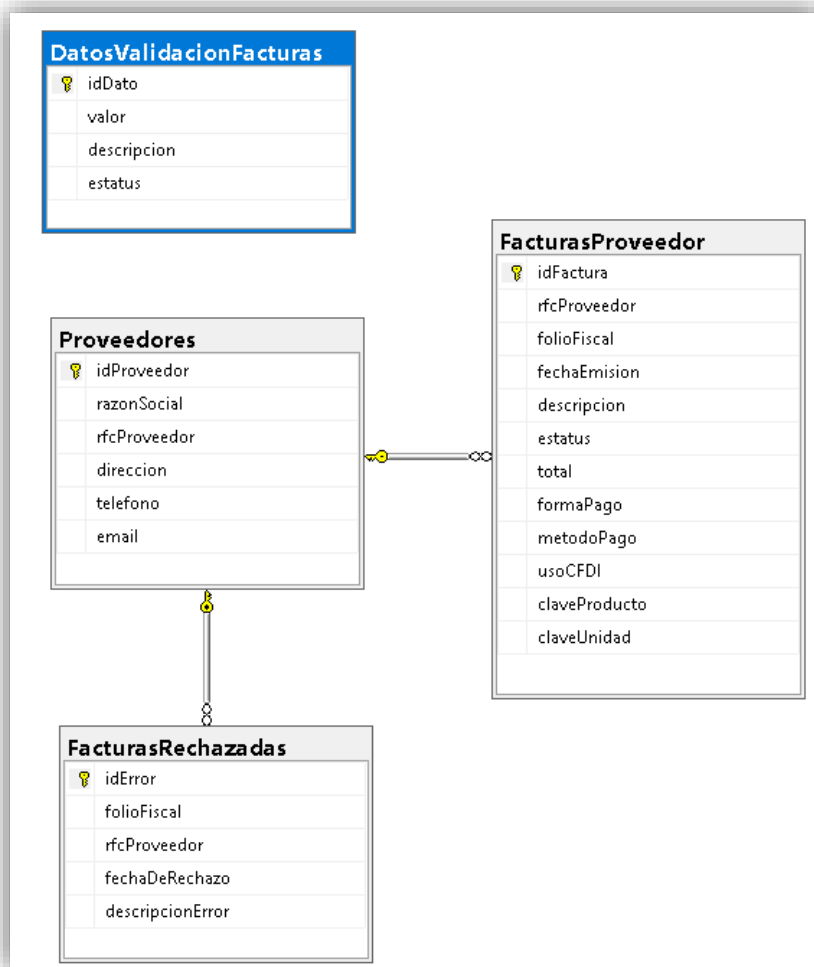 DatosValidacionFacturas
idDato
valor
descripcion
estatus
FacturasProveedor
idFactura
rfcProveedor
folioFiscal
fechaEmision
descripcion
estatus
total
formaPago
metodoPago
usoCFDI
claveProducto
claveUnidad
Proveedores
idProveedor
razonSocial
rfcProveedor
direccion
telefono
email
FacturasRechazadas
idError
folioFiscal
rfcProveedor
fechaDeRechazo
descripcionError